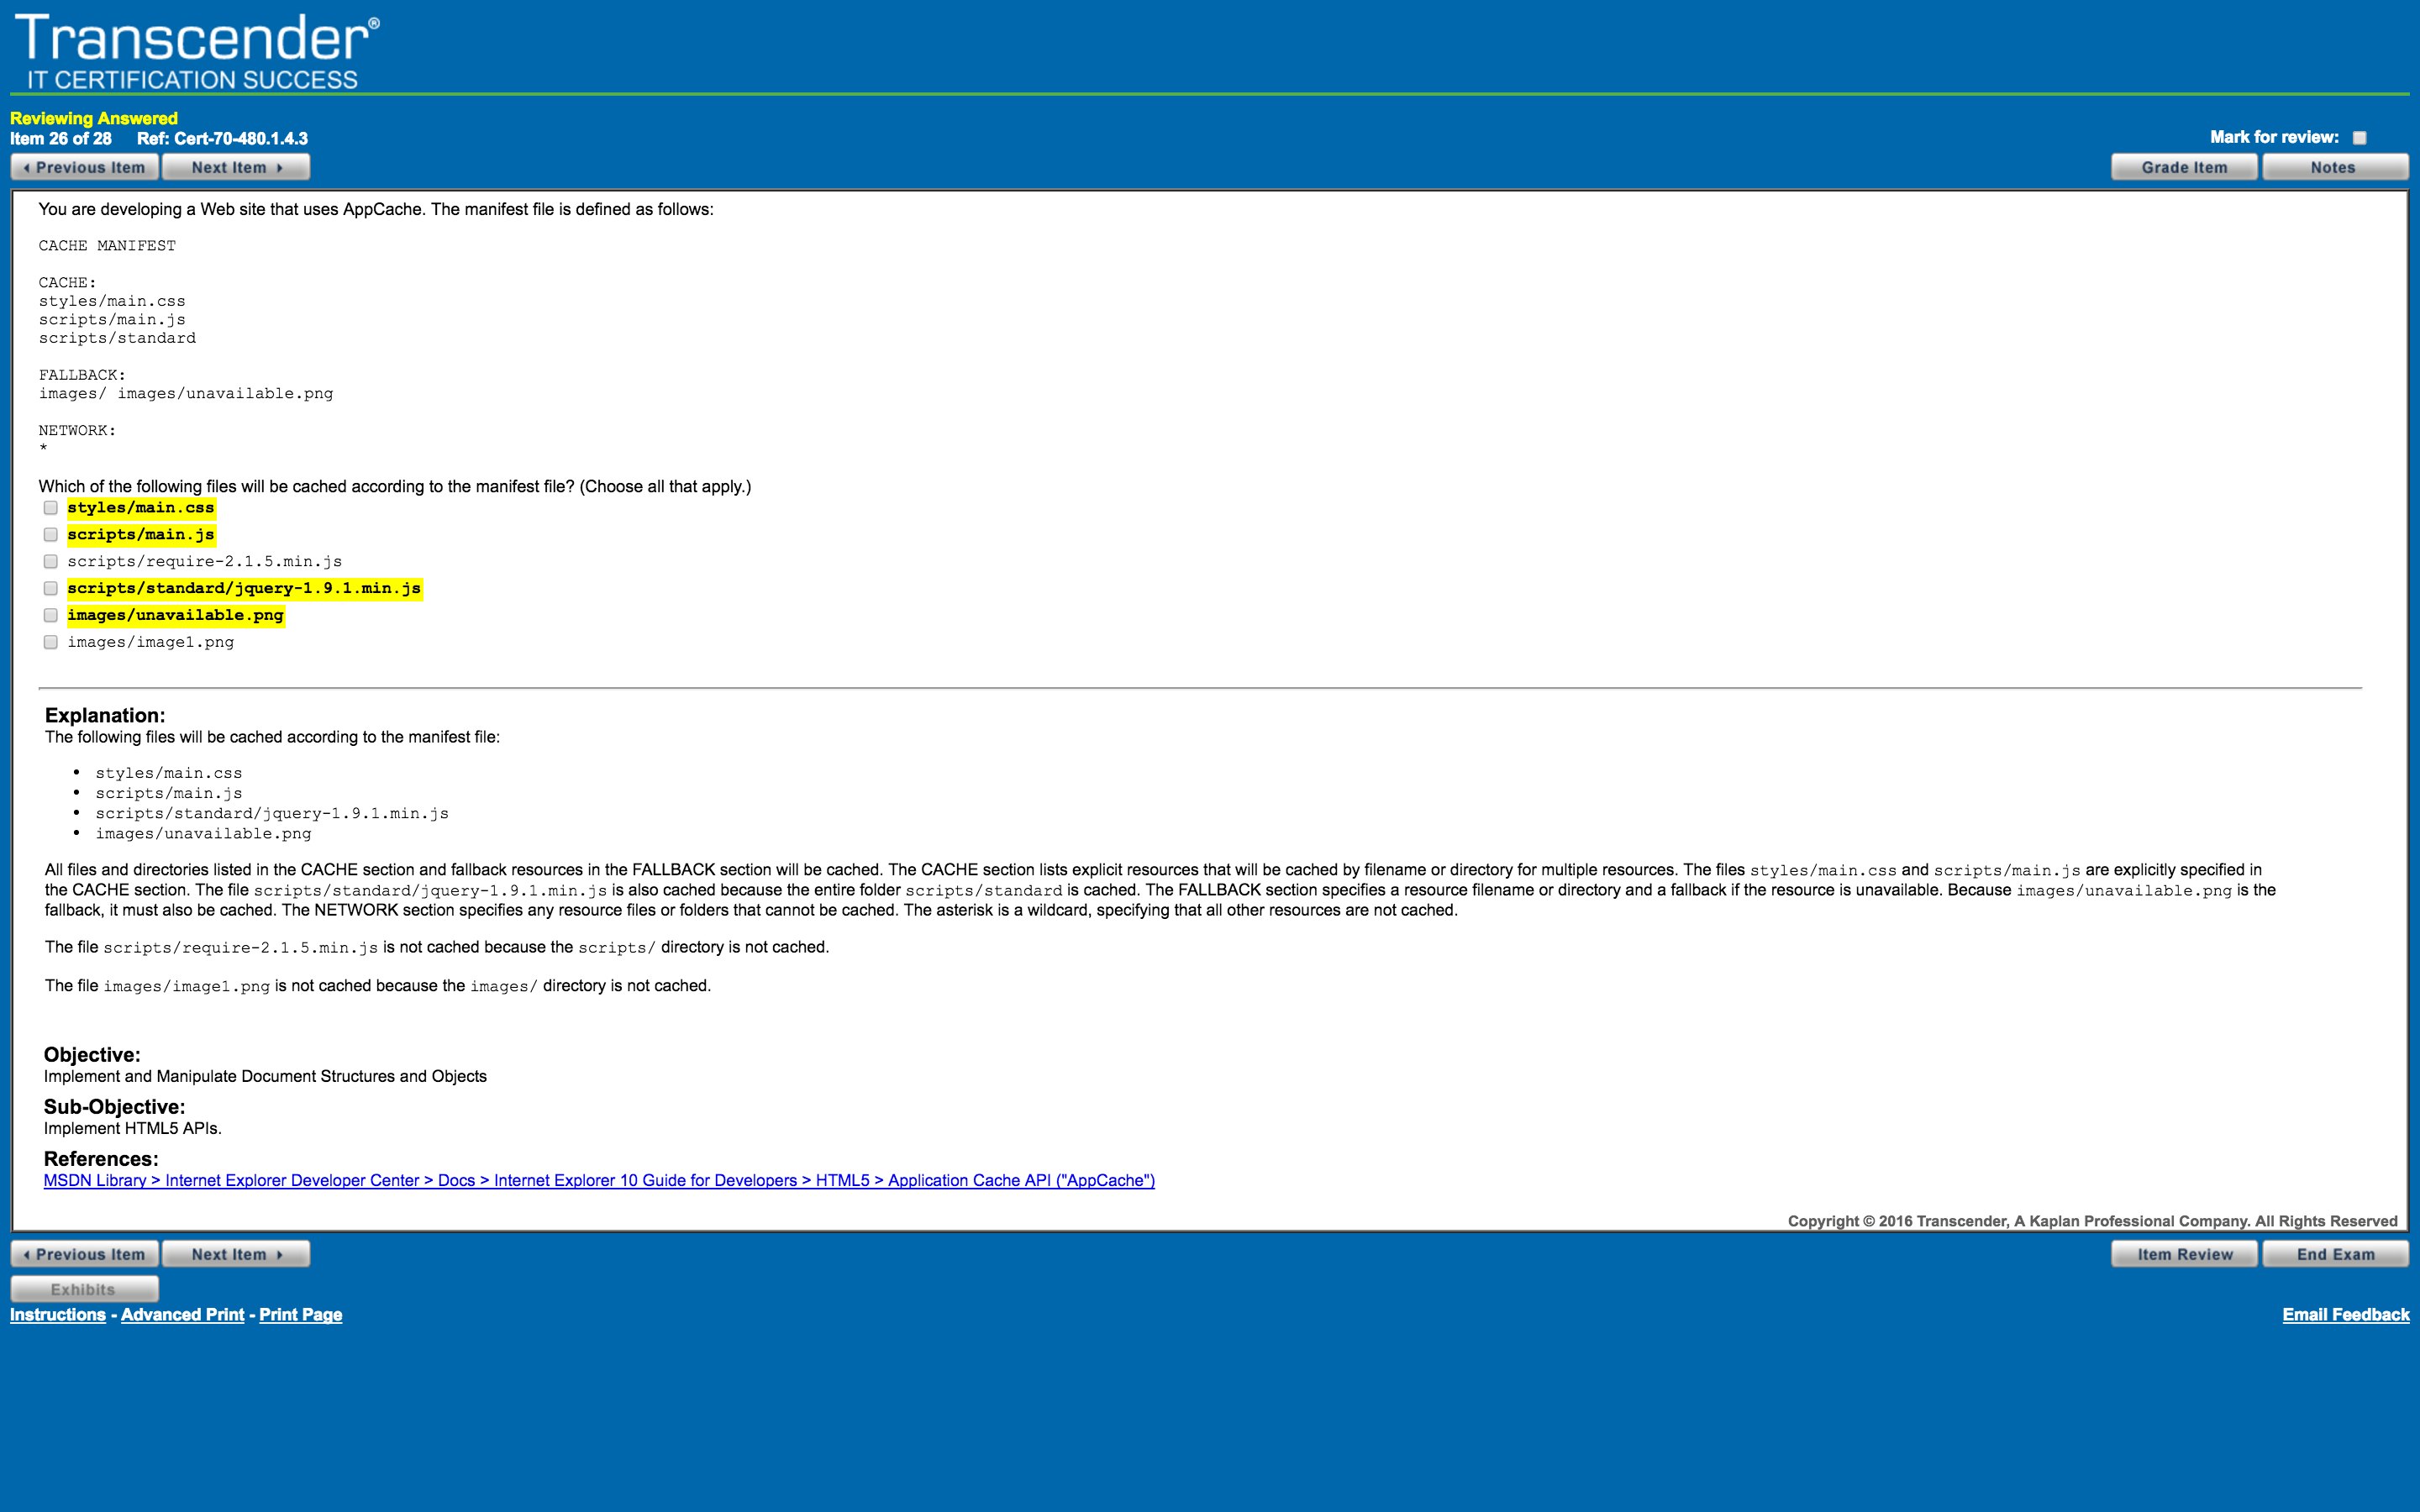 Transcender®
IT CERTIFICATION SUCCESS
Reviewing Answered
Item 26 of 28 Ref: Cert-70-480.1.4.3
Mark for review:
Previous Item Next Item Grade Item Notes
You are developing a Web site that uses AppCache. The manifest file is defined as follows:
CACHE MANIFEST
CACHE:
styles/main.css
scripts/main.js
scripts/standard
FALLBACK:
images/ images/unavailable.png
NETWORK:
*
Which of the following files will be cached according to the manifest file? (Choose all that apply.)
styles/main.css
scripts/main.js
scripts/require-2.1.5.min.js
scripts/standard/jquery-1.9.1.min.js
images/unavailable.png
images/image1.png
Explanation:
The following files will be cached according to the manifest file:
• styles/main.css
• scripts/main.js
• scripts/standard/jquery-1.9.1.min.js
• images/unavailable.png
All files and directories listed in the CACHE section and fallback resources in the FALLBACK section will be cached. The CACHE section lists explicit resources that will be cached by filename or directory for multiple resources. The files styles/main.css and scripts/main.js are explicitly specified in
the CACHE section. The file scripts/standard/jquery-1.9.1.min.js is also cached because the entire folder scripts/standard is cached. The FALLBACK section specifies a resource filename or directory and a fallback if the resource is unavailable. Because images/unavailable.png is the
fallback, it must also be cached. The NETWORK section specifies any resource files or folders that cannot be cached. The asterisk is a wildcard, specifying that all other resources are not cached.
The file scripts/require-2.1.5.min.js is not cached because the scripts/ directory is not cached.
The file images/image1.png is not cached because the images/ directory is not cached.
Objective:
Implement and Manipulate Document Structures and Objects
Sub-Objective:
Implement HTML5 APIs.
References:
MSDN Library > Internet Explorer Developer Center > Docs > Internet Explorer 10 Guide for Developers > HTML5 > Application Cache API ("AppCache")
Copyright © 2016 Transcender, A Kaplan Professional Company. All Rights Reserved
Previous Item Next Item Item Review End Exam
Exhibits
Instructions - Advanced Print - Print Page Email Feedback